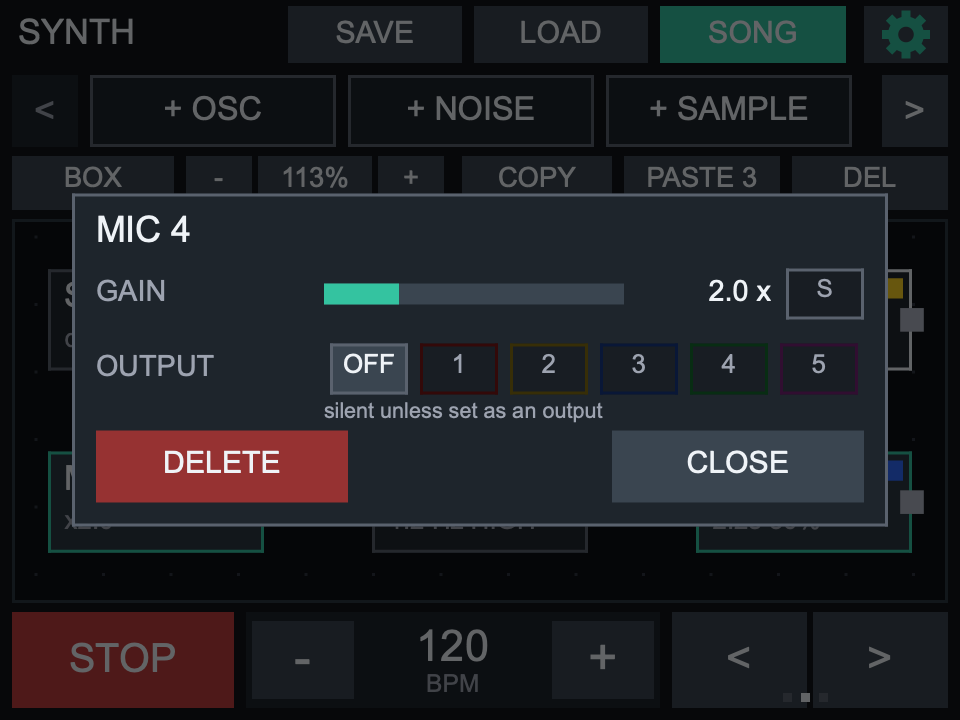 SYNTH SAVE LOAD SONG
< + OSC + NOISE + SAMPLE >
BOX - 113% + COPY PASTE 3 DEL
MIC 4
GAIN 2.0 x S
OUTPUT OFF 1 2 3 4 5
silent unless set as an output
DELETE CLOSE
STOP - 120 + < >
BPM